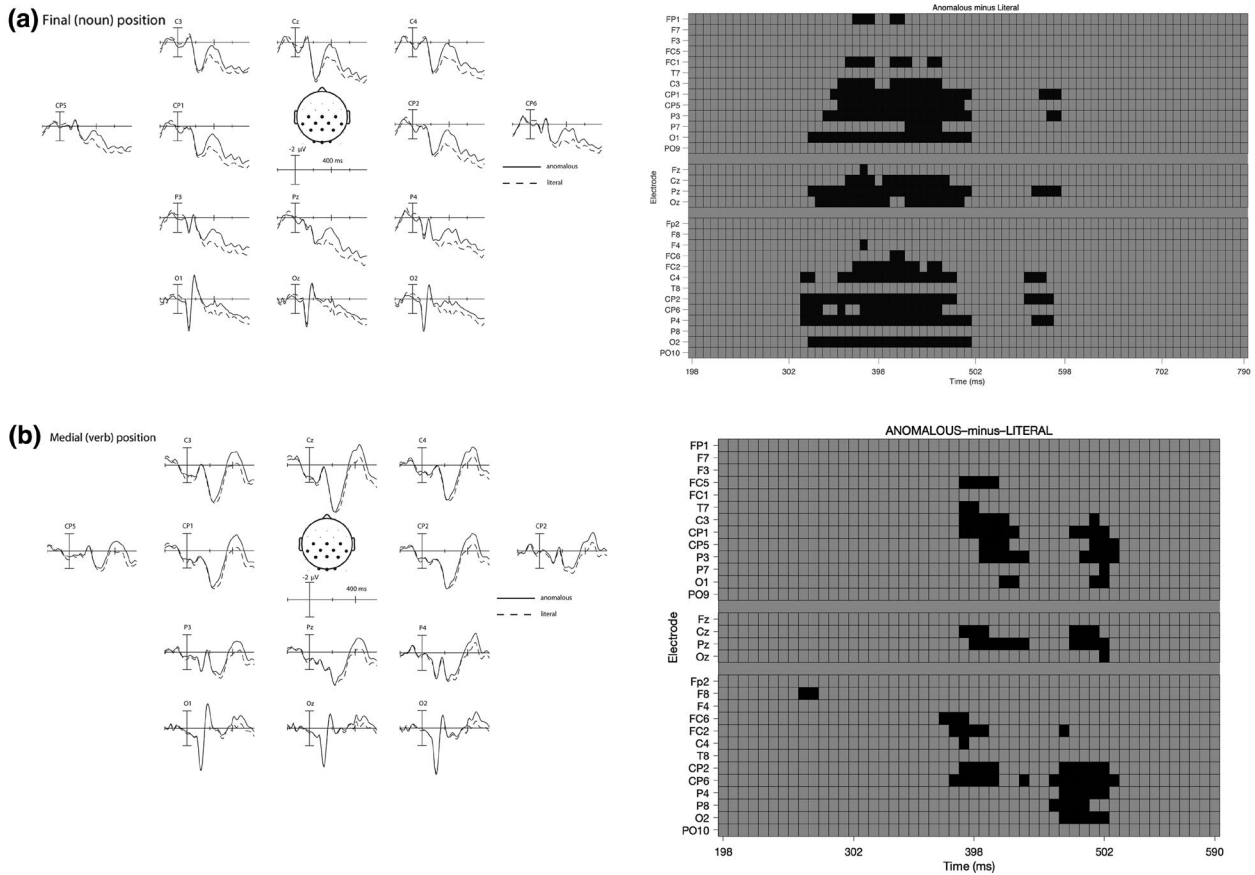 (a) Final (noun) position
C3
Cz
C4
CP5
CP1
CP2
CP6
-2 µV
400 ms
anomalous
literal
P3
Pz
P4
O1
Oz
O2
Anomalous minus Literal
Electrode
FP1
F7
F3
FC5
FC1
T7
C3
CP1
CP5
P3
P7
O1
PO9
Fz
Cz
Pz
Oz
Fp2
F8
F4
FC6
FC2
C4
T8
CP2
CP6
P4
P8
O2
PO10
198 302 398 502 598 702 790
Time (ms)
(b) Medial (verb) position
C3
Cz
C4
CP5
CP1
CP2
CP2
-2 µV
400 ms
anomalous
literal
P3
Pz
P4
O1
Oz
O2
ANOMALOUS–minus–LITERAL
Electrode
FP1
F7
F3
FC5
FC1
T7
C3
CP1
CP5
P3
P7
O1
PO9
Fz
Cz
Pz
Oz
Fp2
F8
F4
FC6
FC2
C4
T8
CP2
CP6
P4
P8
O2
PO10
198 302 398 502 590
Time (ms)